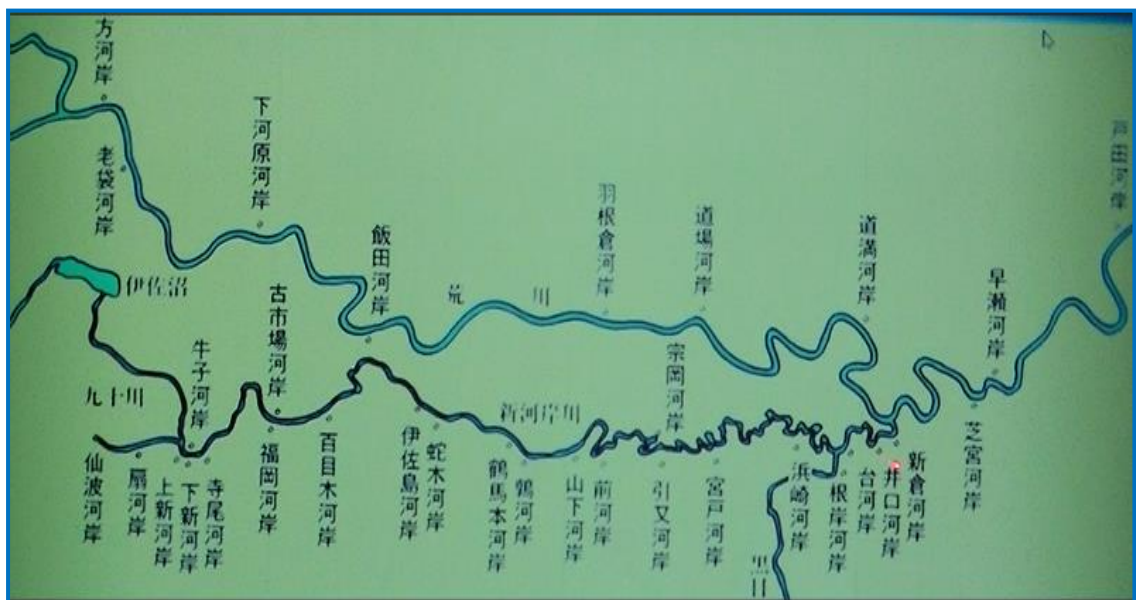 方河岸
老袋河岸
下河原河岸
飯田河岸
荒川
羽根倉河岸
道場河岸
道満河岸
早瀬河岸
戸田河岸
芝宮河岸
伊佐沼
九十川
牛子河岸
古市場河岸
新河岸川
宗岡河岸
仙波河岸
扇河岸
上新河岸
下新河岸
寺尾河岸
福岡河岸
百目木河岸
伊佐島河岸
蛇木河岸
鶴馬本河岸
鶉河岸
山下河岸
前河岸
引又河岸
宮戸河岸
浜崎河岸
根岸河岸
台河岸
井口河岸
新倉河岸
黒目